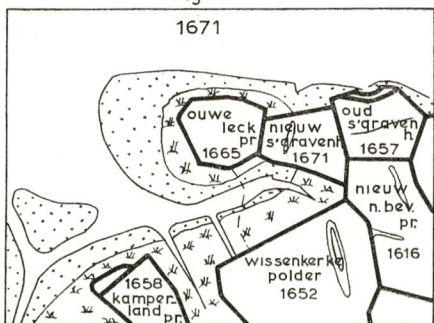 1671
ouwe
leck
pr.
1665
nieuw
s'gravenh.
1671
oud
s'graven
h.
1657
nieuw
n.bev.
pr.
1616
wissenkerke
polder
1652
1658
kamper-
land
pr.